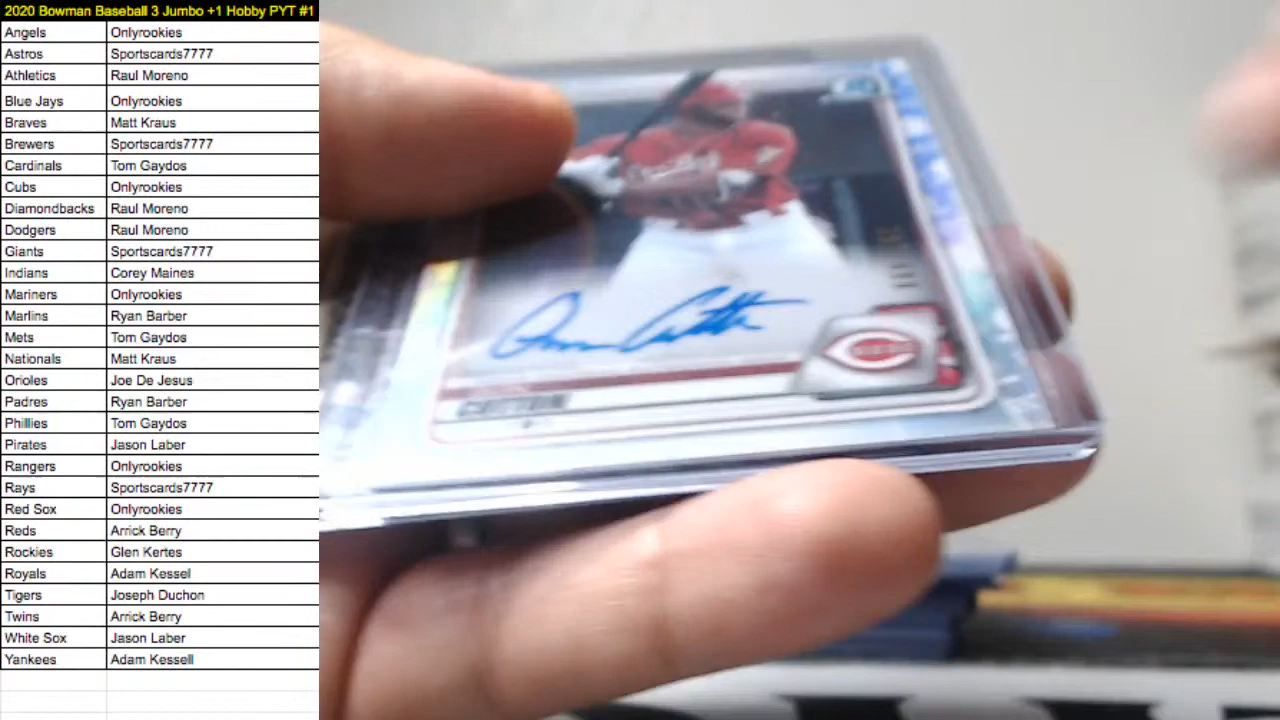 2020 Bowman Baseball 3 Jumbo +1 Hobby PYT #1
Angels Onlyrookies
Astros Sportscards7777
Athletics Raul Moreno
Blue Jays Onlyrookies
Braves Matt Kraus
Brewers Sportscards7777
Cardinals Tom Gaydos
Cubs Onlyrookies
Diamondbacks Raul Moreno
Dodgers Raul Moreno
Giants Sportscards7777
Indians Corey Maines
Mariners Onlyrookies
Marlins Ryan Barber
Mets Tom Gaydos
Nationals Matt Kraus
Orioles Joe De Jesus
Padres Ryan Barber
Phillies Tom Gaydos
Pirates Jason Laber
Rangers Onlyrookies
Rays Sportscards7777
Red Sox Onlyrookies
Reds Arrick Berry
Rockies Glen Kertes
Royals Adam Kessel
Tigers Joseph Duchon
Twins Arrick Berry
White Sox Jason Laber
Yankees Adam Kessell